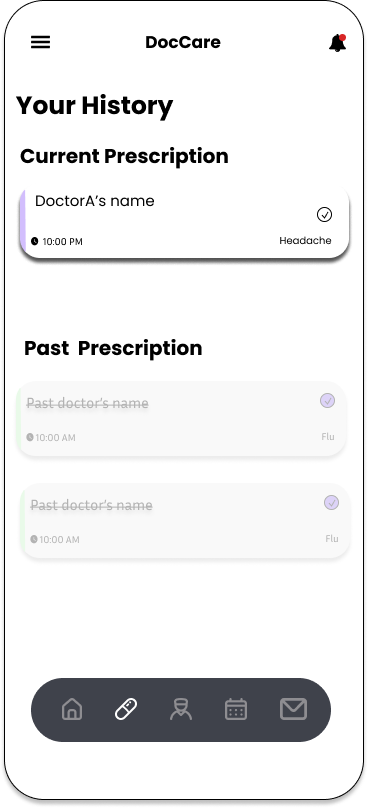 DocCare
Your History
Current Prescription
DoctorA's name
10:00 PM
Headache
Past Prescription
Past doctor's name
10:00 AM
Flu
Past doctor's name
10:00 AM
Flu